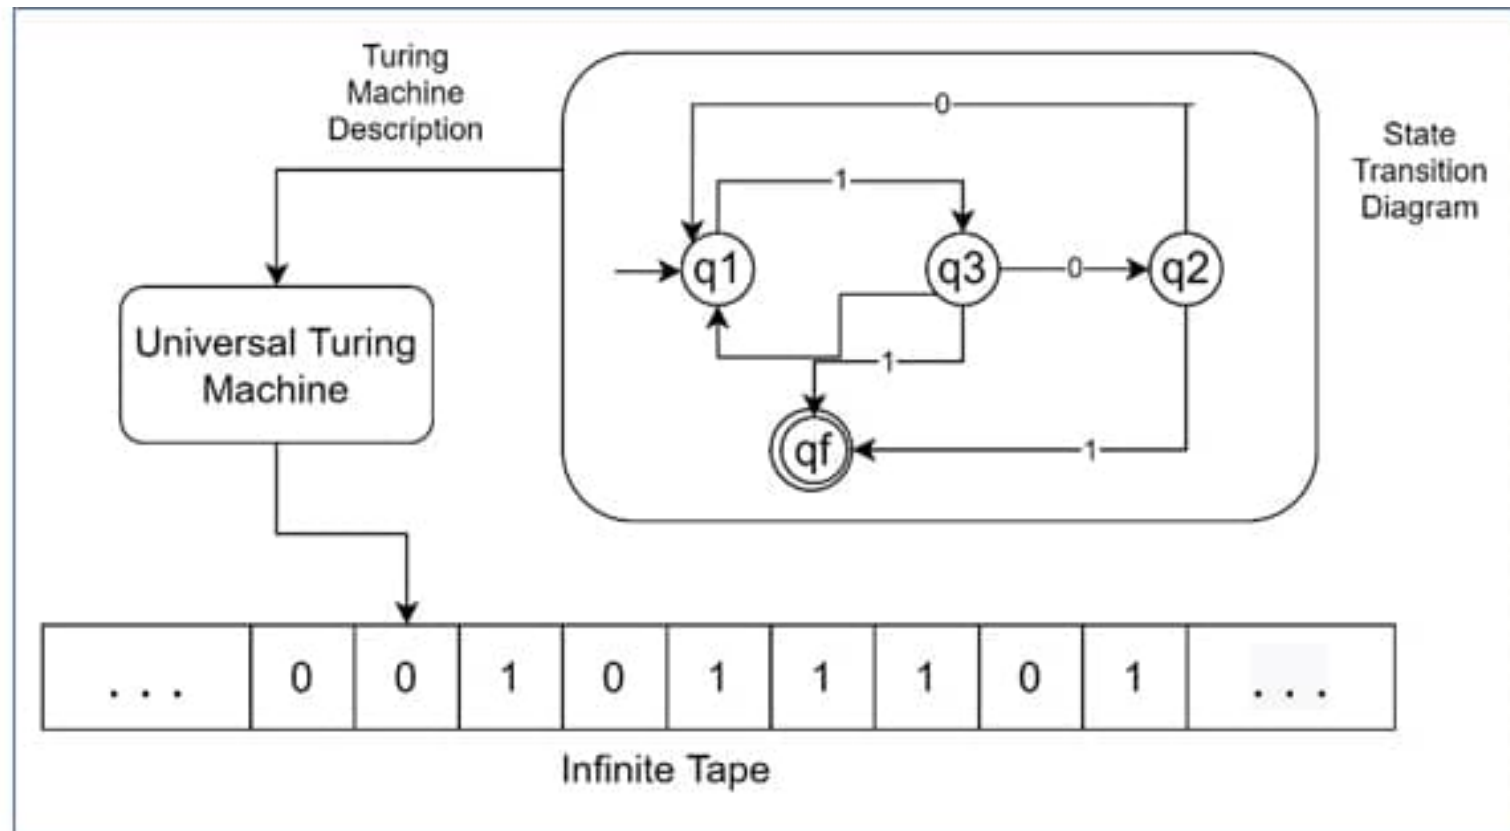 Turing
Machine
Description
State
Transition
Diagram
0
1
q1
q3
0
q2
1
qf
1
Universal Turing
Machine
. . . 0 0 1 0 1 1 1 0 1 . . .
Infinite Tape